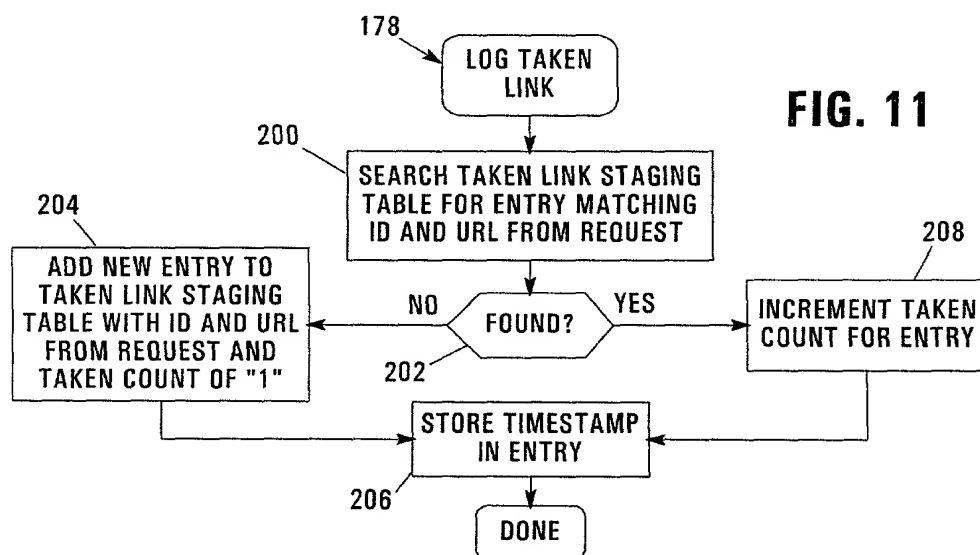 178
LOG TAKEN
LINK
FIG. 11
200
SEARCH TAKEN LINK STAGING
TABLE FOR ENTRY MATCHING
ID AND URL FROM REQUEST
204
ADD NEW ENTRY TO
TAKEN LINK STAGING
TABLE WITH ID AND URL
FROM REQUEST AND
TAKEN COUNT OF "1"
NO
FOUND?
YES
202
208
INCREMENT TAKEN
COUNT FOR ENTRY
STORE TIMESTAMP
IN ENTRY
206
DONE